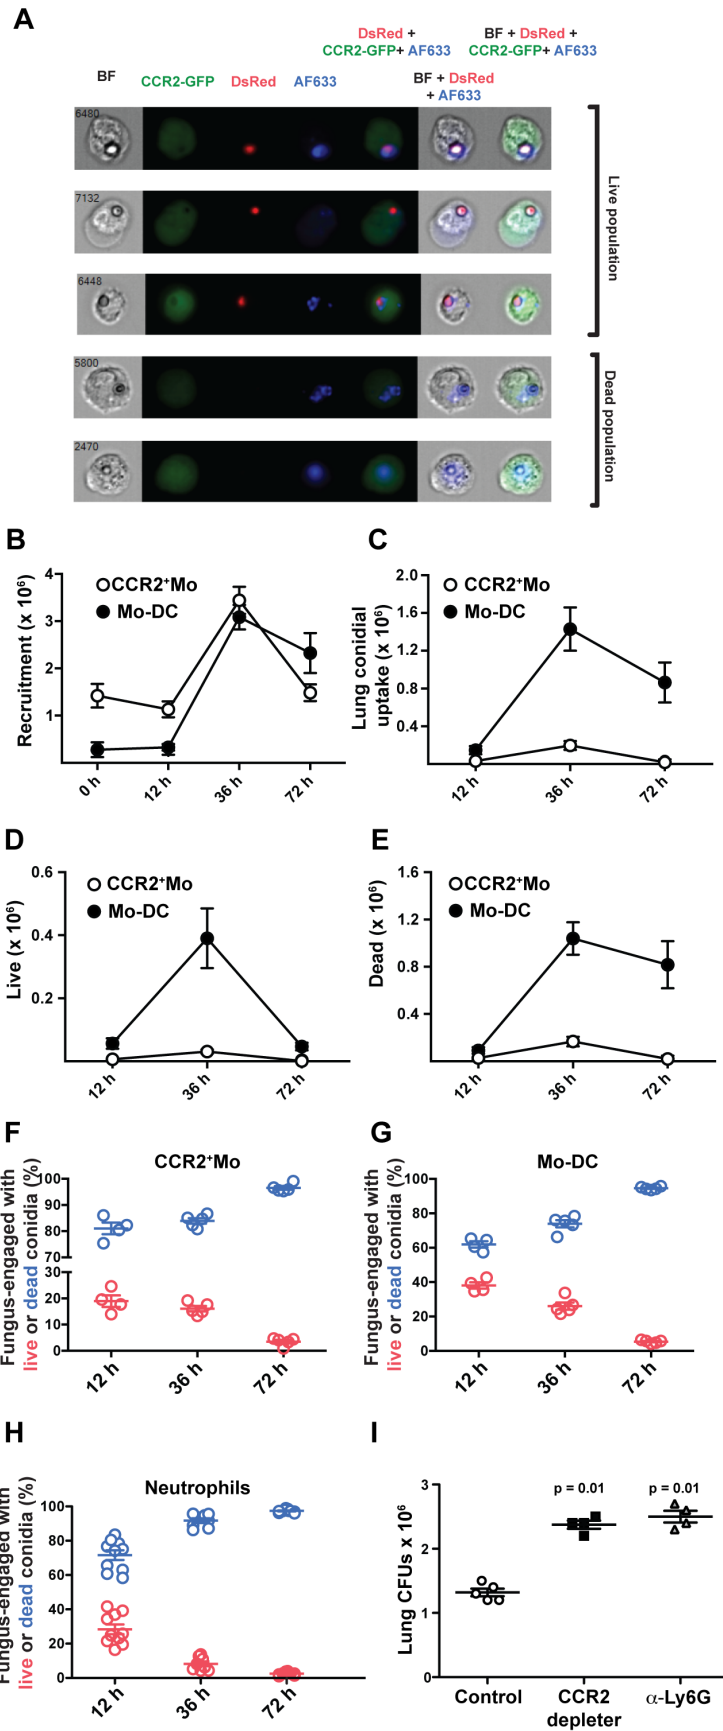 A
DsRed +
CCR2-GFP+ AF633
BF + DsRed +
CCR2-GFP+ AF633
BF
CCR2-GFP
DsRed
AF633
BF + DsRed
+ AF633
6480
7132
6448
Live population
5800
2470
Dead population
B
Recruitment (x 10⁶)
4
3
2
1
CCR2⁺Mo
Mo-DC
0 h
12 h
36 h
72 h
C
Lung conidial
uptake (x 10⁶)
2.0
1.6
1.2
0.8
0.4
CCR2⁺Mo
Mo-DC
12 h
36 h
72 h
D
Live (x 10⁶)
0.6
0.4
0.2
CCR2⁺Mo
Mo-DC
12 h
36 h
72 h
E
Dead (x 10⁶)
1.6
1.2
0.8
0.4
CCR2⁺Mo
Mo-DC
12 h
36 h
72 h
F
CCR2⁺Mo
Fungus-engaged with
live or dead conidia (%)
100
90
80
70
30
20
10
0
12 h
36 h
72 h
G
Mo-DC
Fungus-engaged with
live or dead conidia (%)
100
80
60
40
20
0
12 h
36 h
72 h
H
Neutrophils
Fungus-engaged with
live or dead conidia (%)
100
80
60
40
20
0
12 h
36 h
72 h
I
Lung CFUs x 10⁶
3
2
1
0
p = 0.01
p = 0.01
Control
CCR2
depleter
α-Ly6G